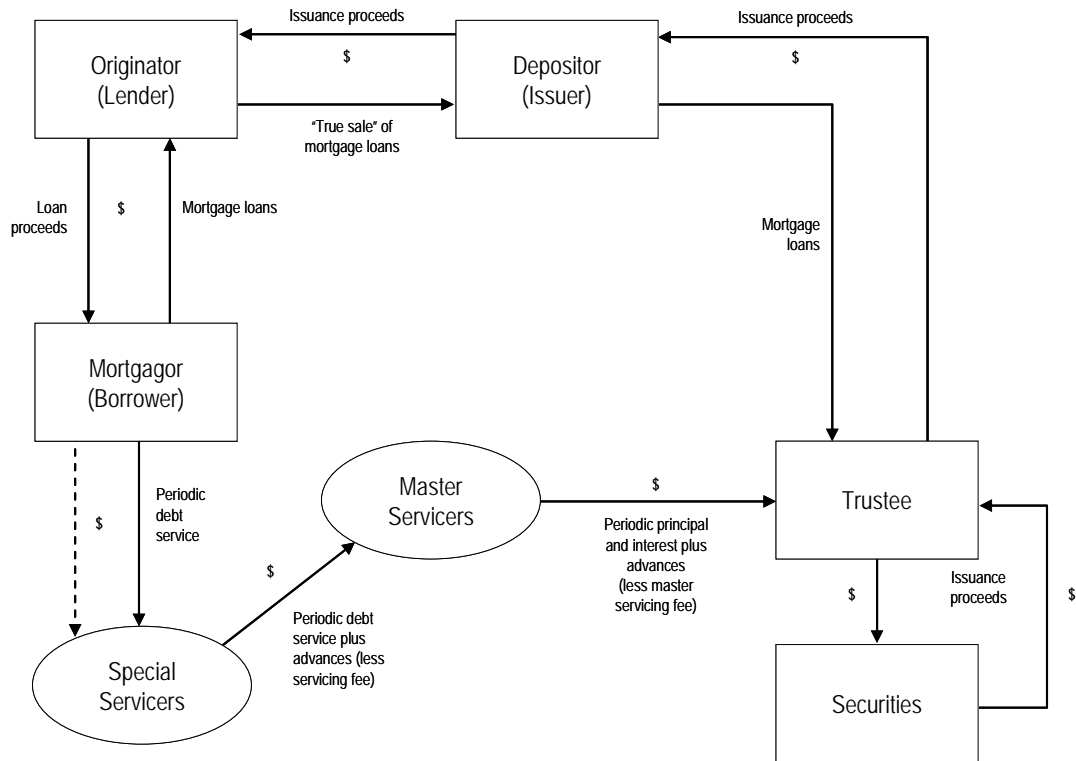 Issuance proceeds
$
Issuance proceeds
$
Originator
(Lender)
Depositor
(Issuer)
"True sale" of
mortgage loans
Loan
proceeds
$
Mortgage loans
Mortgage
loans
Mortgagor
(Borrower)
$
Periodic
debt
service
Master
Servicers
$
Periodic principal
and interest plus
advances
(less master
servicing fee)
Trustee
$
Periodic debt
service plus
advances (less
servicing fee)
Special
Servicers
$
Issuance
proceeds
$
Securities